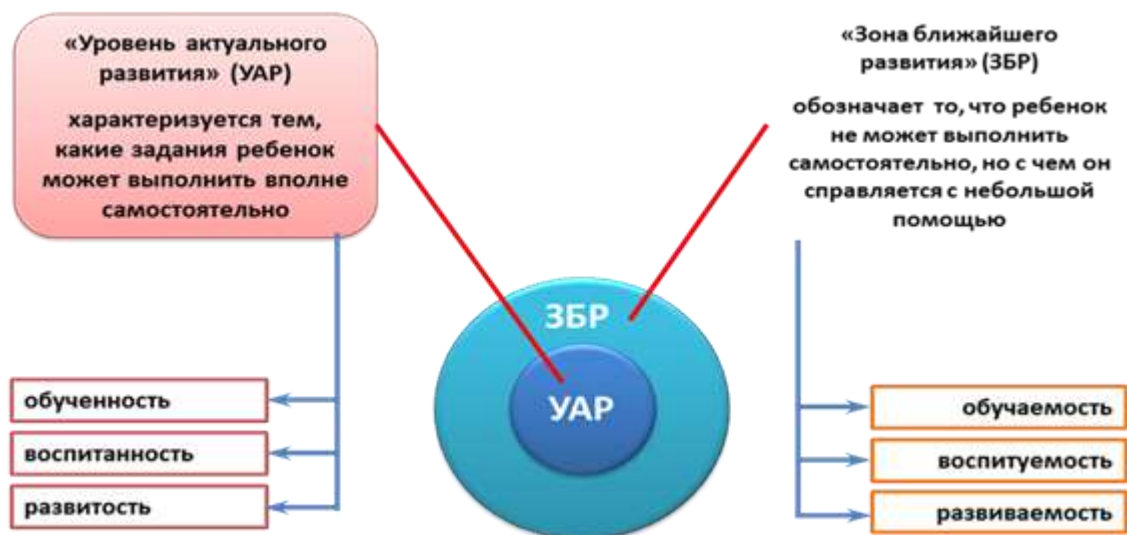 «Уровень актуального
развития» (УАР)
характеризуется тем,
какие задания ребенок
может выполнить вполне
самостоятельно
«Зона ближайшего
развития» (ЗБР)
обозначает то, что ребенок
не может выполнить
самостоятельно, но с чем он
справляется с небольшой
помощью
ЗБР
УАР
обученность
воспитанность
развитость
обучаемость
воспитуемость
развиваемость